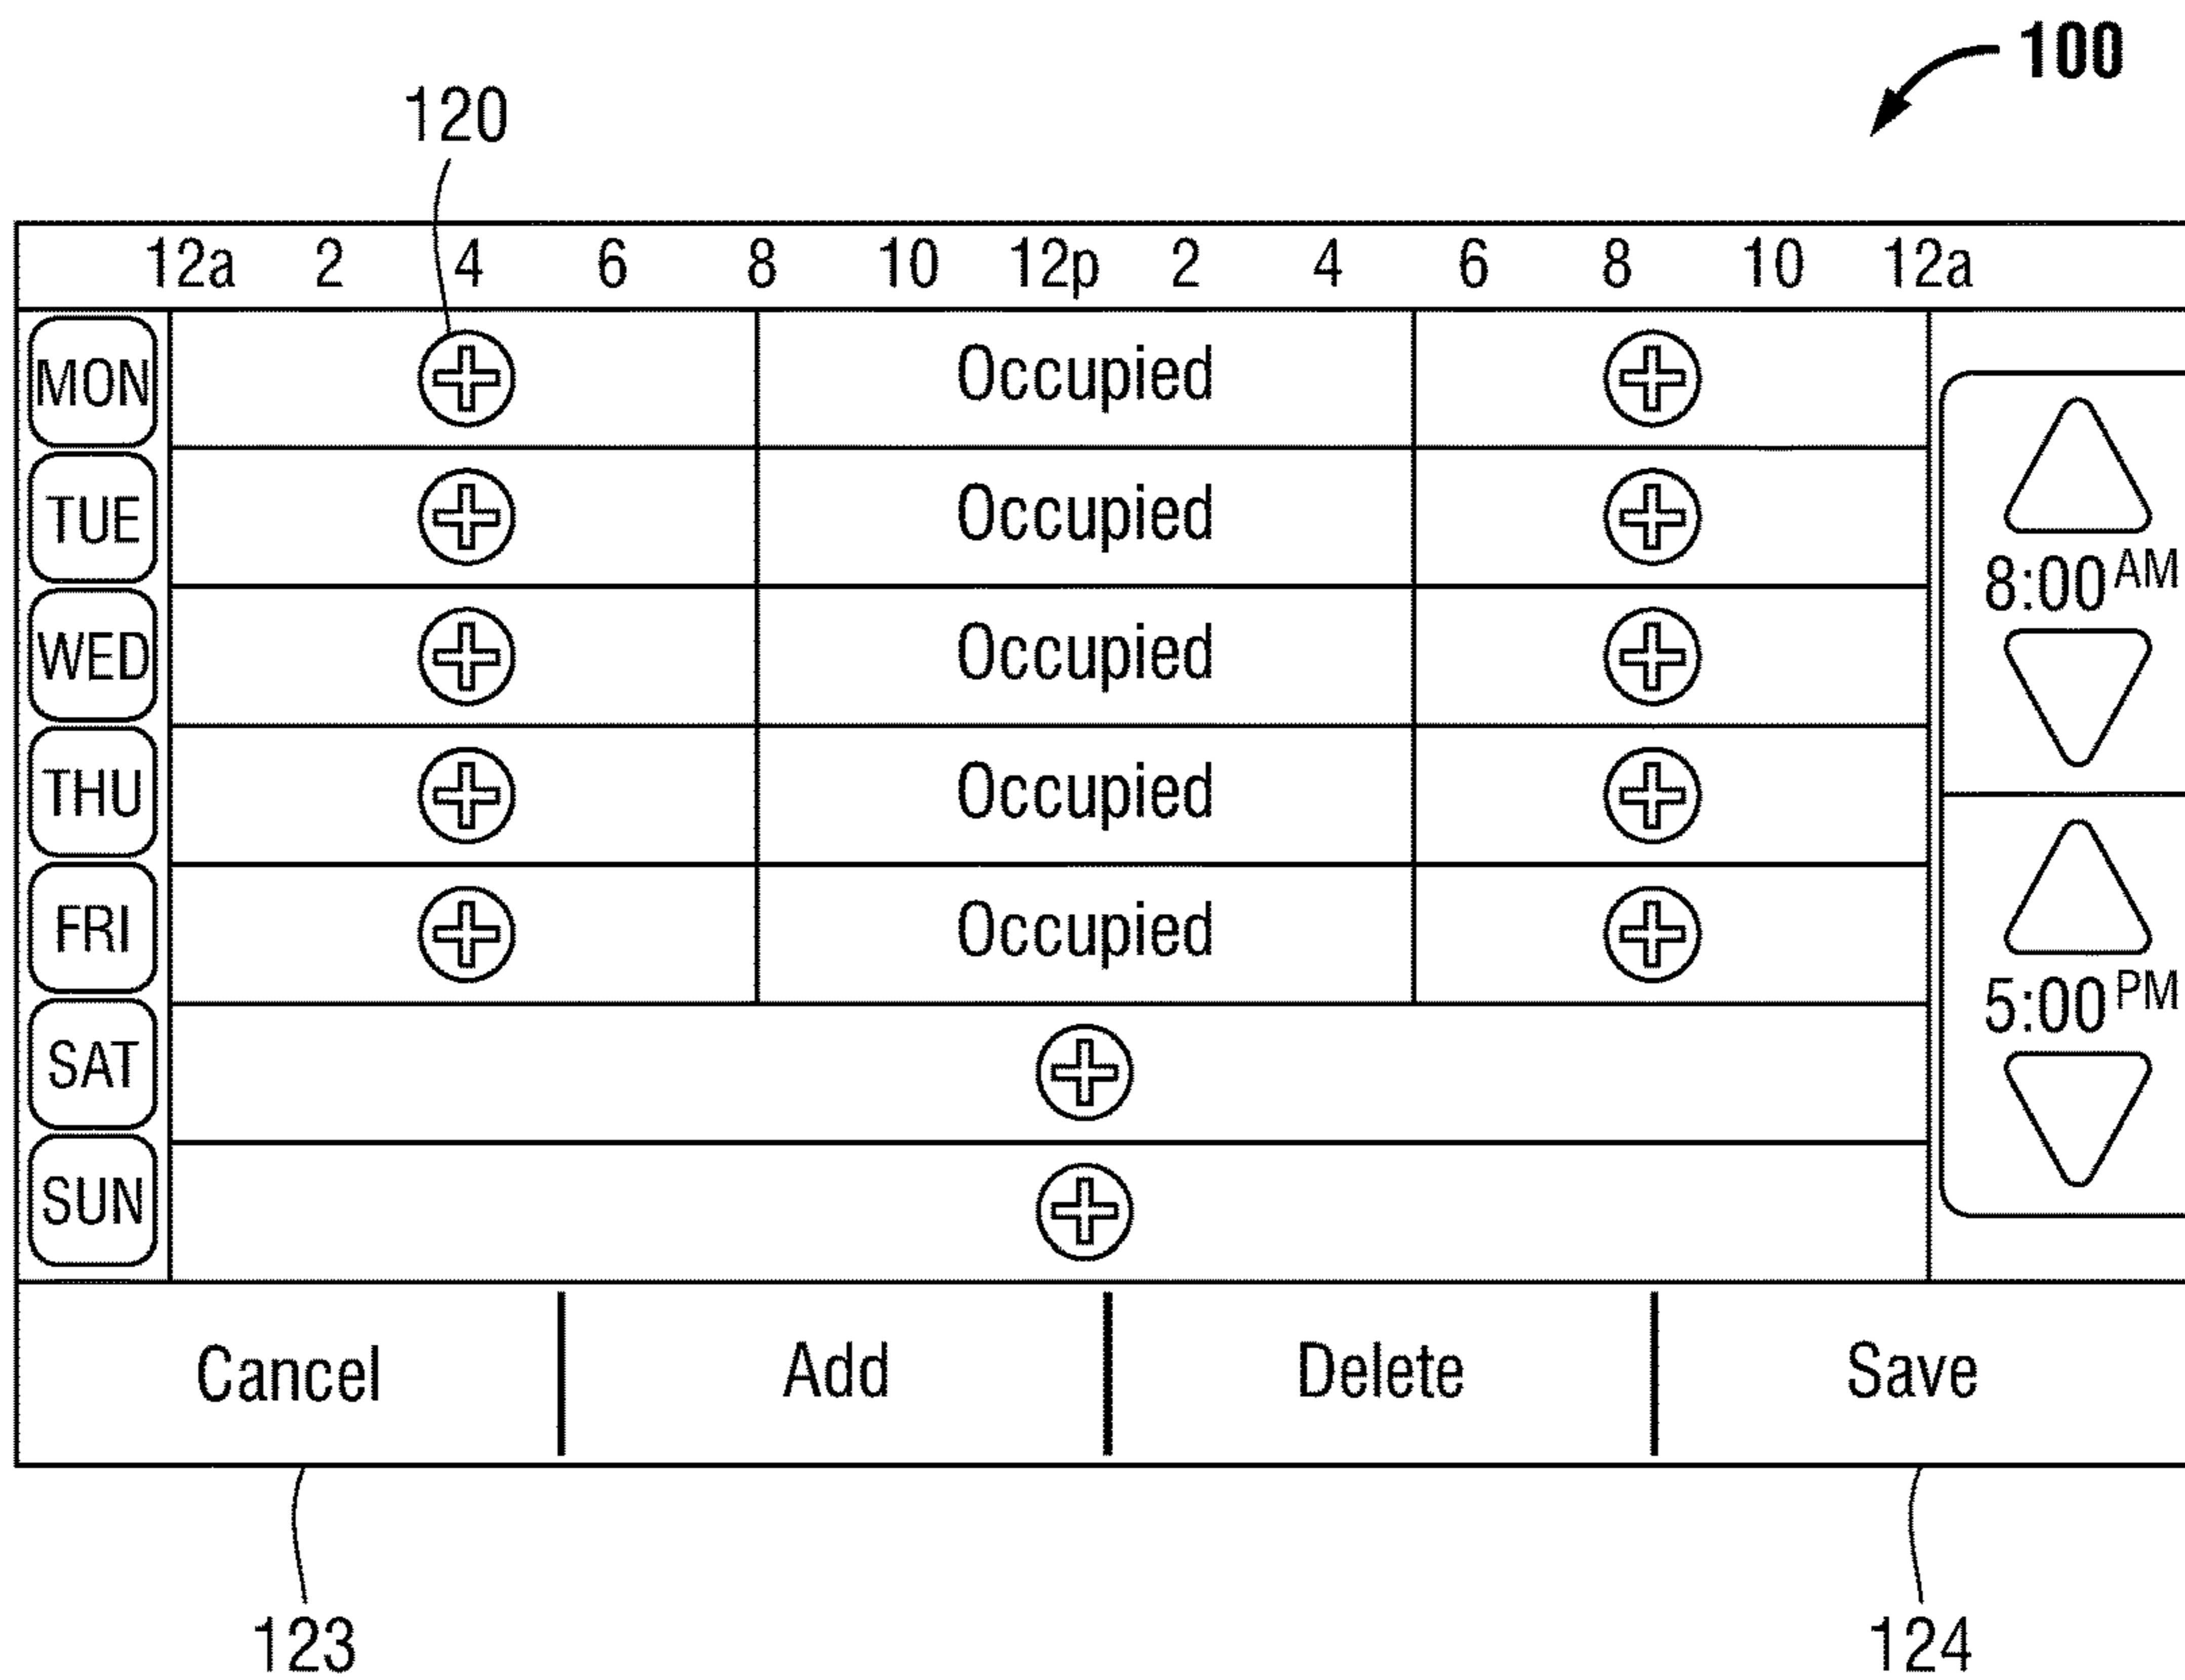 100
120
12a 2 4 6 8 10 12p 2 4 6 8 10 12a
MON Occupied
TUE Occupied
8:00 AM
WED Occupied
THU Occupied
FRI Occupied
5:00 PM
SAT
SUN
Cancel Add Delete Save
123 124